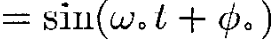 = sin(ω。t + φ。)